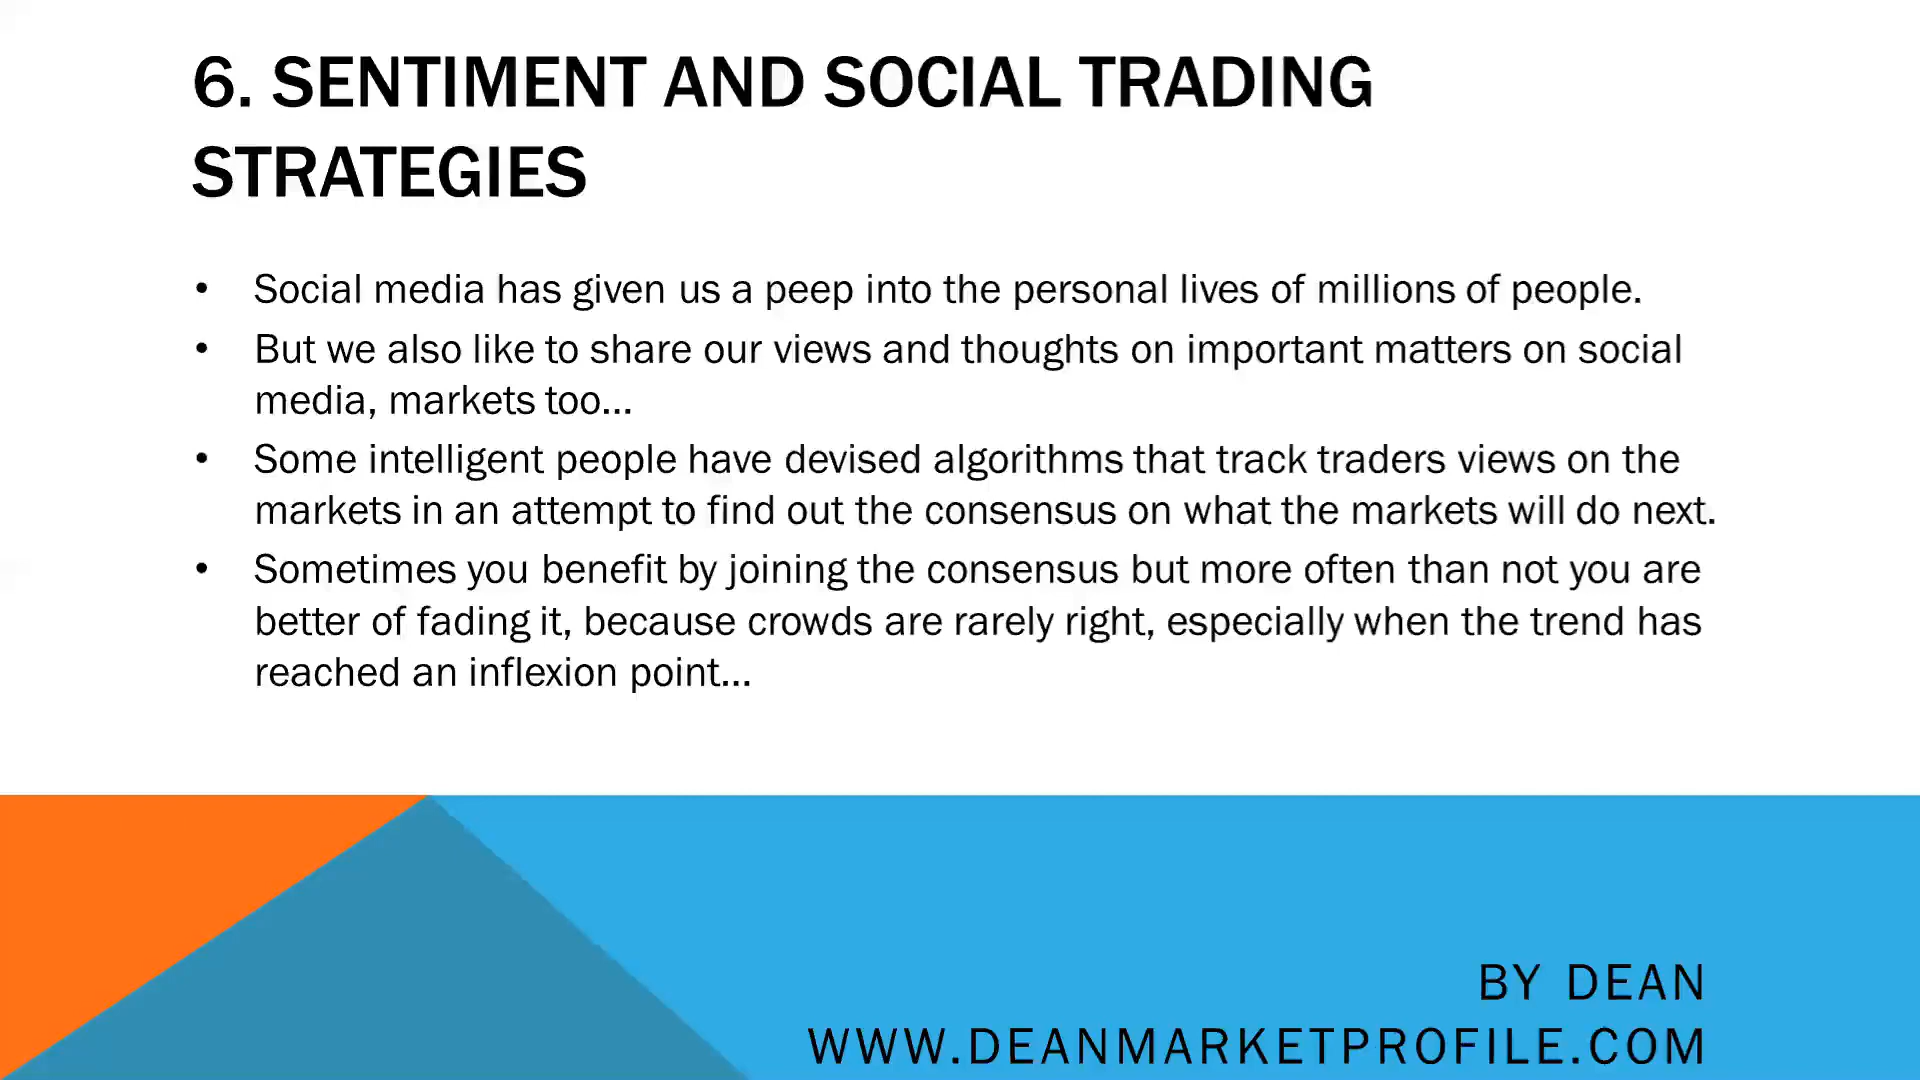 6. SENTIMENT AND SOCIAL TRADING
STRATEGIES
• Social media has given us a peep into the personal lives of millions of people.
• But we also like to share our views and thoughts on important matters on social
media, markets too...
• Some intelligent people have devised algorithms that track traders views on the
markets in an attempt to find out the consensus on what the markets will do next.
• Sometimes you benefit by joining the consensus but more often than not you are
better of fading it, because crowds are rarely right, especially when the trend has
reached an inflexion point...
BY DEAN
WWW.DEANMARKETPROFILE.COM